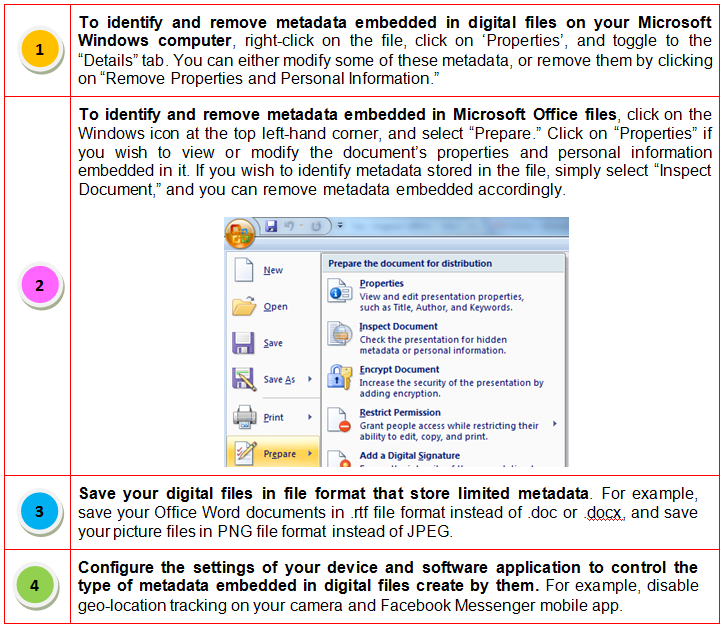 1
To identify and remove metadata embedded in digital files on your Microsoft
Windows computer, right-click on the file, click on ‘Properties’, and toggle to the
“Details” tab. You can either modify some of these metadata, or remove them by clicking
on “Remove Properties and Personal Information.”
2
To identify and remove metadata embedded in Microsoft Office files, click on the
Windows icon at the top left-hand corner, and select “Prepare.” Click on “Properties” if
you wish to view or modify the document’s properties and personal information
embedded in it. If you wish to identify metadata stored in the file, simply select “Inspect
Document,” and you can remove metadata embedded accordingly.
New
Open
Save
Save As
Print
Prepare
Prepare the document for distribution
Properties
View and edit presentation properties,
such as Title, Author, and Keywords.
Inspect Document
Check the presentation for hidden
metadata or personal information.
Encrypt Document
Increase the security of the presentation by
adding encryption.
Restrict Permission
Grant people access while restricting their
ability to edit, copy, and print.
Add a Digital Signature
3
Save your digital files in file format that store limited metadata. For example,
save your Office Word documents in .rtf file format instead of .doc or .docx, and save
your picture files in PNG file format instead of JPEG.
4
Configure the settings of your device and software application to control the
type of metadata embedded in digital files create by them. For example, disable
geo-location tracking on your camera and Facebook Messenger mobile app.